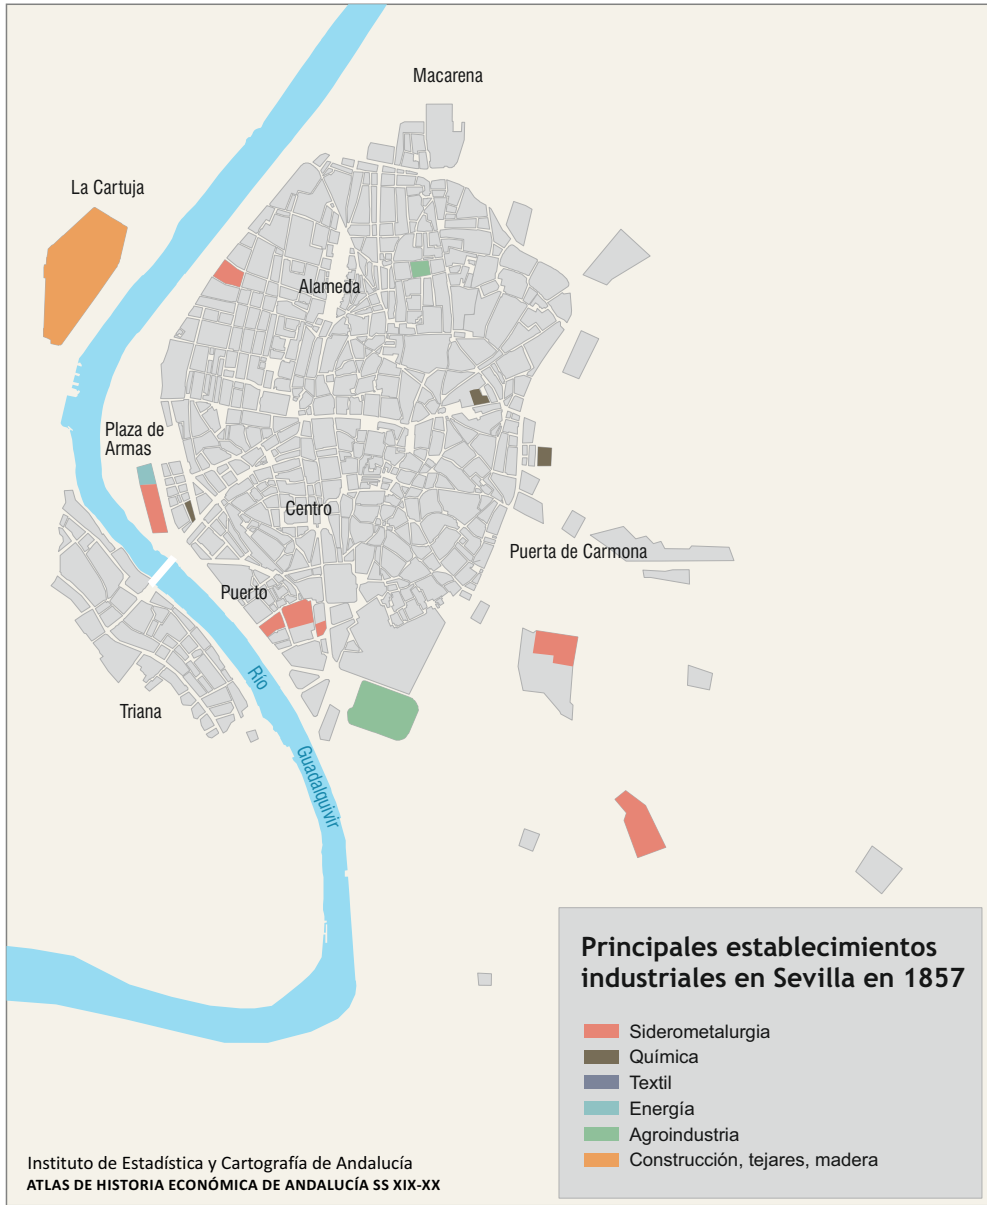 Macarena
La Cartuja
Alameda
Plaza de
Armas
Centro
Puerta de Carmona
Puerto
Río
Triana
Guadalquivir
Principales establecimientos
industriales en Sevilla en 1857
Siderometalurgia
Química
Textil
Energía
Agroindustria
Construcción, tejares, madera
Instituto de Estadística y Cartografía de Andalucía
ATLAS DE HISTORIA ECONÓMICA DE ANDALUCÍA SS XIX-XX